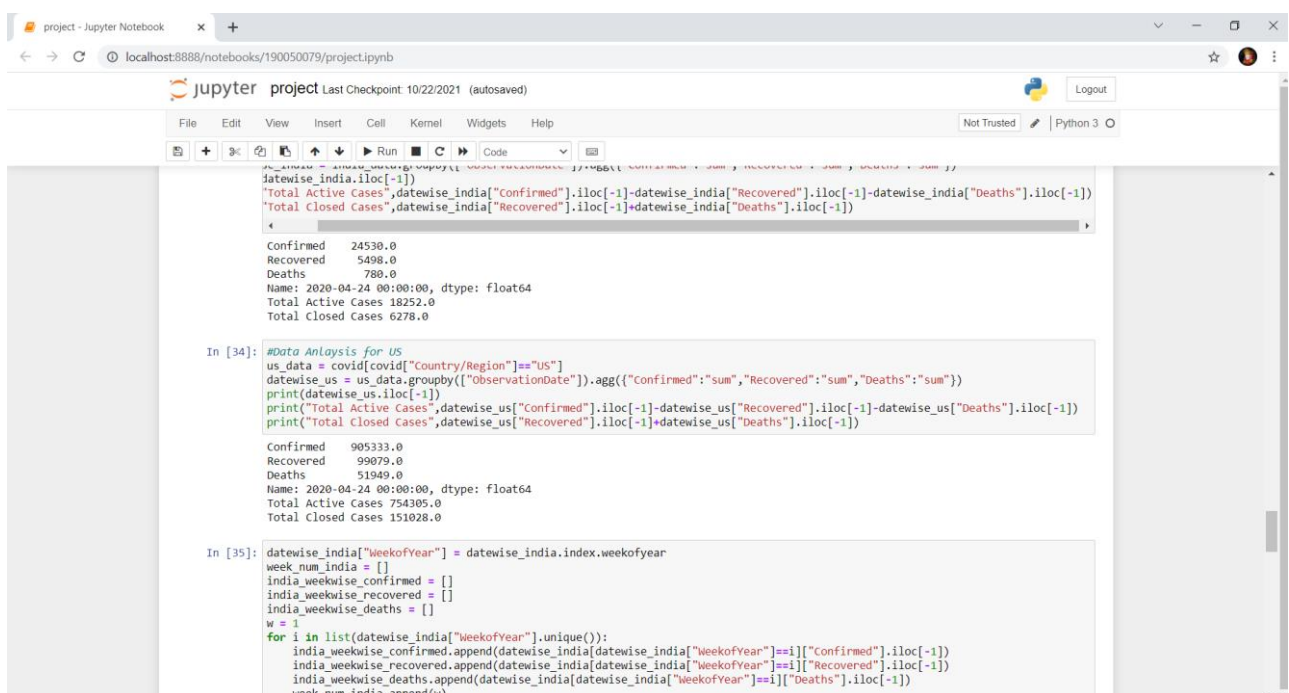 project - Jupyter Notebook
localhost:8888/notebooks/190050079/project.ipynb
jupyter project Last Checkpoint: 10/22/2021 (autosaved)
Logout
File Edit View Insert Cell Kernel Widgets Help
Not Trusted Python 3
Run Code
datewise_india.iloc[-1])
"Total Active Cases",datewise_india["Confirmed"].iloc[-1]-datewise_india["Recovered"].iloc[-1]-datewise_india["Deaths"].iloc[-1])
"Total Closed Cases",datewise_india["Recovered"].iloc[-1]+datewise_india["Deaths"].iloc[-1])
Confirmed 24530.0
Recovered 5498.0
Deaths 780.0
Name: 2020-04-24 00:00:00, dtype: float64
Total Active Cases 18252.0
Total Closed Cases 6278.0
In [34]: #Data Anlaysis for US
us_data = covid[covid["Country/Region"]=="US"]
datewise_us = us_data.groupby(["ObservationDate"]).agg({"Confirmed":"sum","Recovered":"sum","Deaths":"sum"})
print(datewise_us.iloc[-1])
print("Total Active Cases",datewise_us["Confirmed"].iloc[-1]-datewise_us["Recovered"].iloc[-1]-datewise_us["Deaths"].iloc[-1])
print("Total Closed Cases",datewise_us["Recovered"].iloc[-1]+datewise_us["Deaths"].iloc[-1])
Confirmed 905333.0
Recovered 99079.0
Deaths 51949.0
Name: 2020-04-24 00:00:00, dtype: float64
Total Active Cases 754305.0
Total Closed Cases 151028.0
In [35]: datewise_india["WeekofYear"] = datewise_india.index.weekofyear
week_num_india = []
india_weekwise_confirmed = []
india_weekwise_recovered = []
india_weekwise_deaths = []
w = 1
for i in list(datewise_india["WeekofYear"].unique()):
india_weekwise_confirmed.append(datewise_india[datewise_india["WeekofYear"]==i]["Confirmed"].iloc[-1])
india_weekwise_recovered.append(datewise_india[datewise_india["WeekofYear"]==i]["Recovered"].iloc[-1])
india_weekwise_deaths.append(datewise_india[datewise_india["WeekofYear"]==i]["Deaths"].iloc[-1])
week_num_india.append(w)